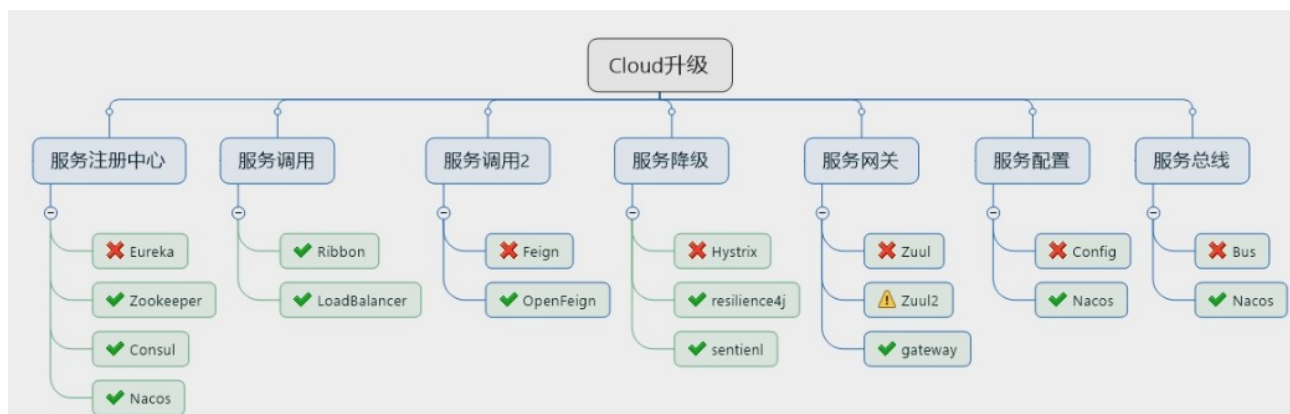 Cloud升级
服务注册中心
服务调用
服务调用2
服务降级
服务网关
服务配置
服务总线
Eureka
Zookeeper
Consul
Nacos
Ribbon
LoadBalancer
Feign
OpenFeign
Hystrix
resilience4j
sentienl
Zuul
Zuul2
gateway
Config
Nacos
Bus
Nacos